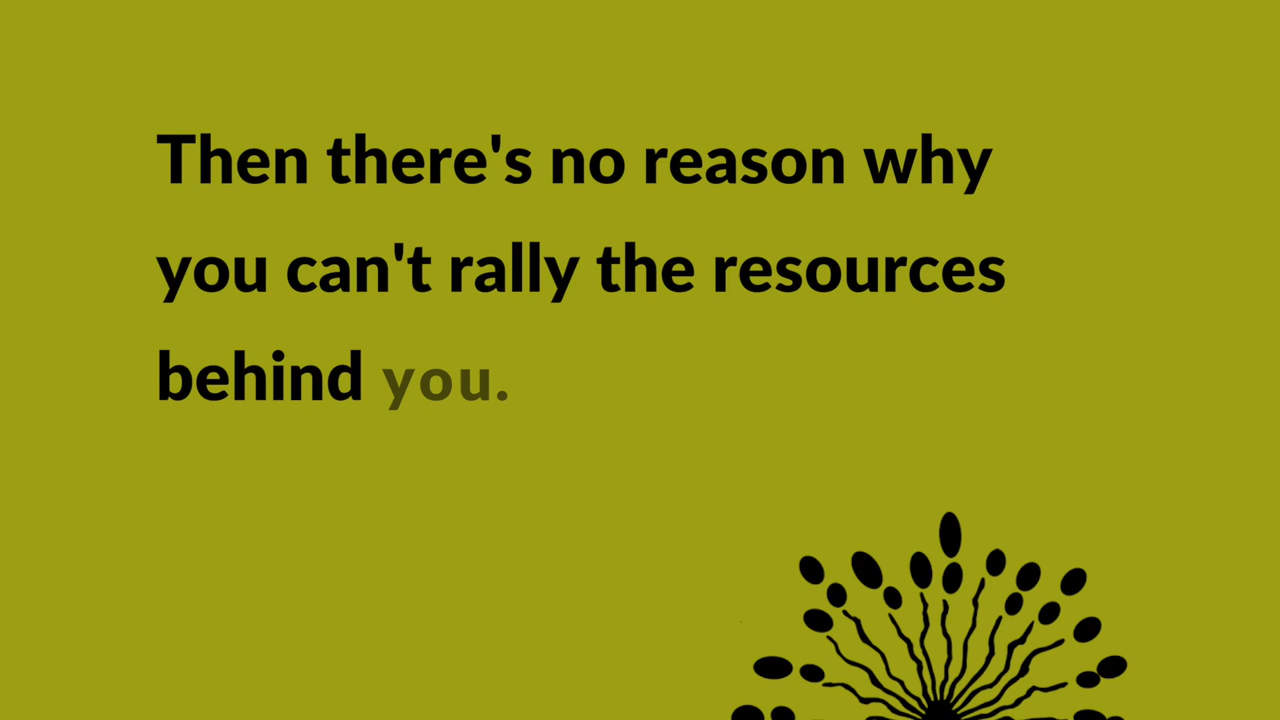 Then there's no reason why
you can't rally the resources
behind you.